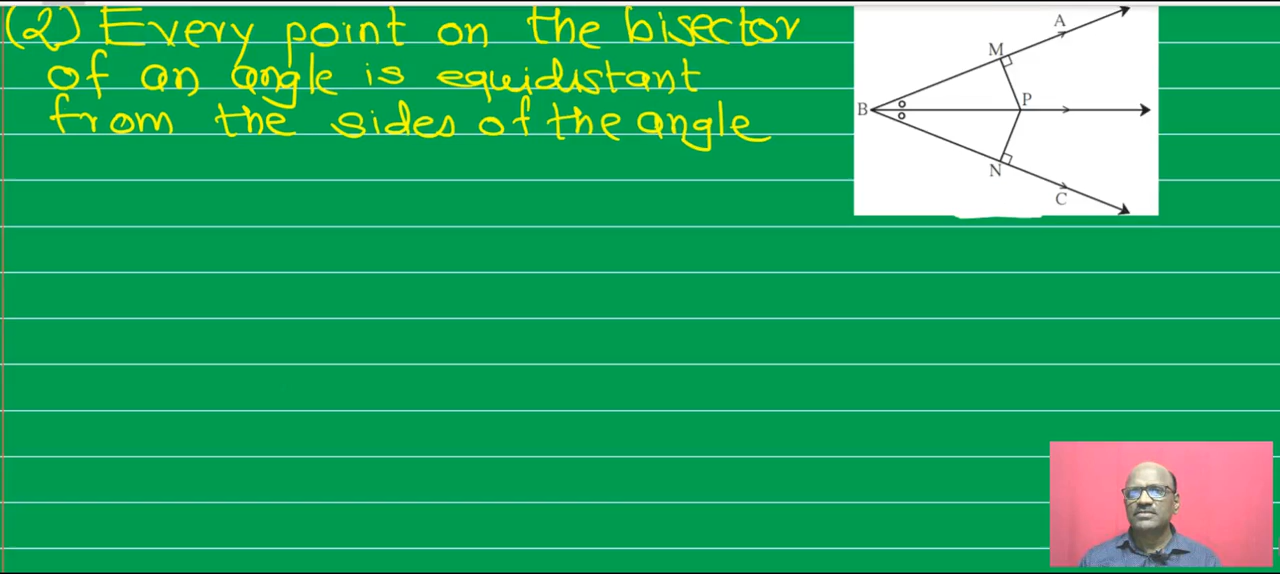 (2) Every point on the bisector
of an angle is equidistant
from the sides of the angle
A
M
B
P
N
C